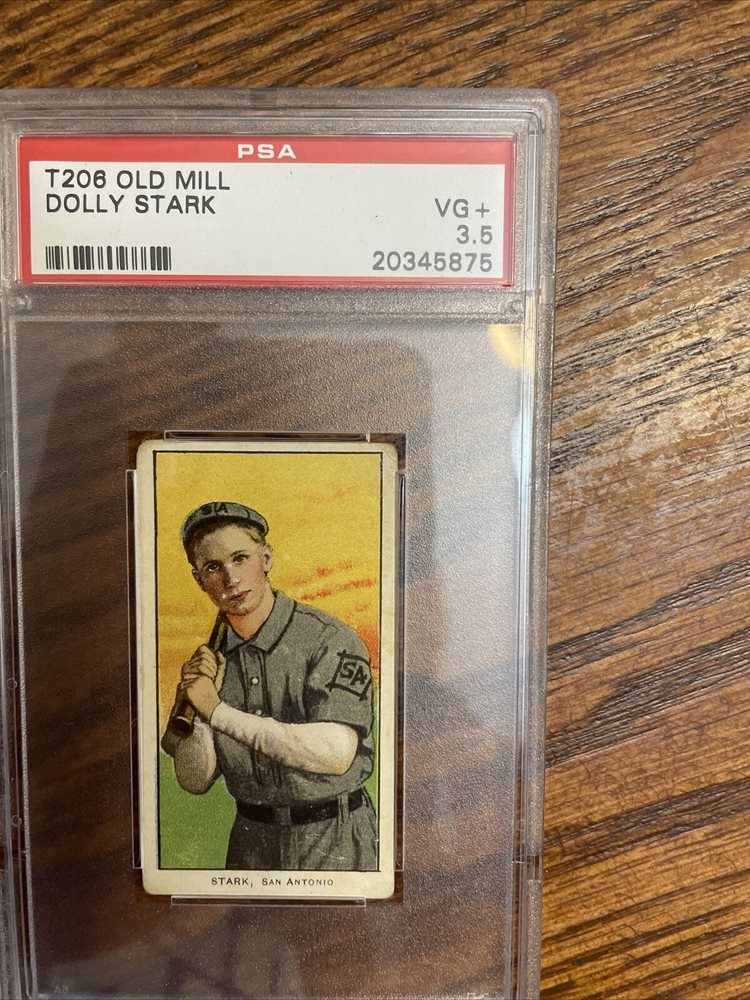 PSA
T206 OLD MILL
DOLLY STARK
VG+
3.5
20345875
SA
SA
STARK, SAN ANTONIO